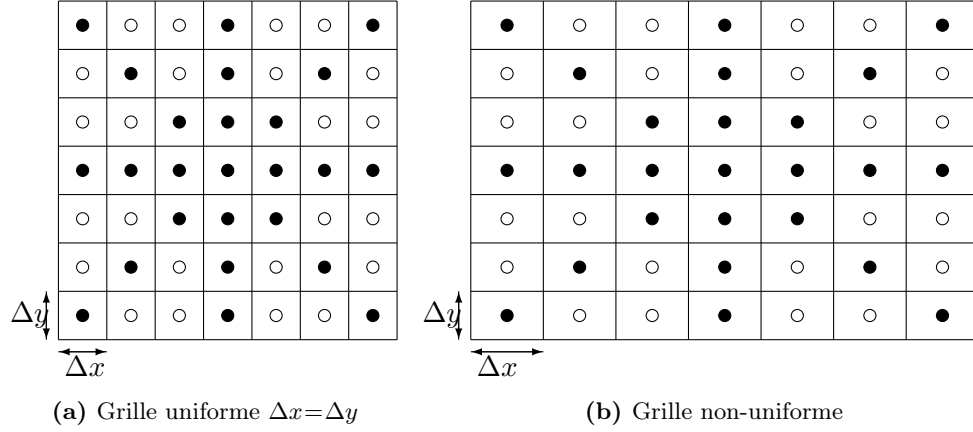 Δy Δy
Δx Δx
(a) Grille uniforme Δx=Δy (b) Grille non-uniforme